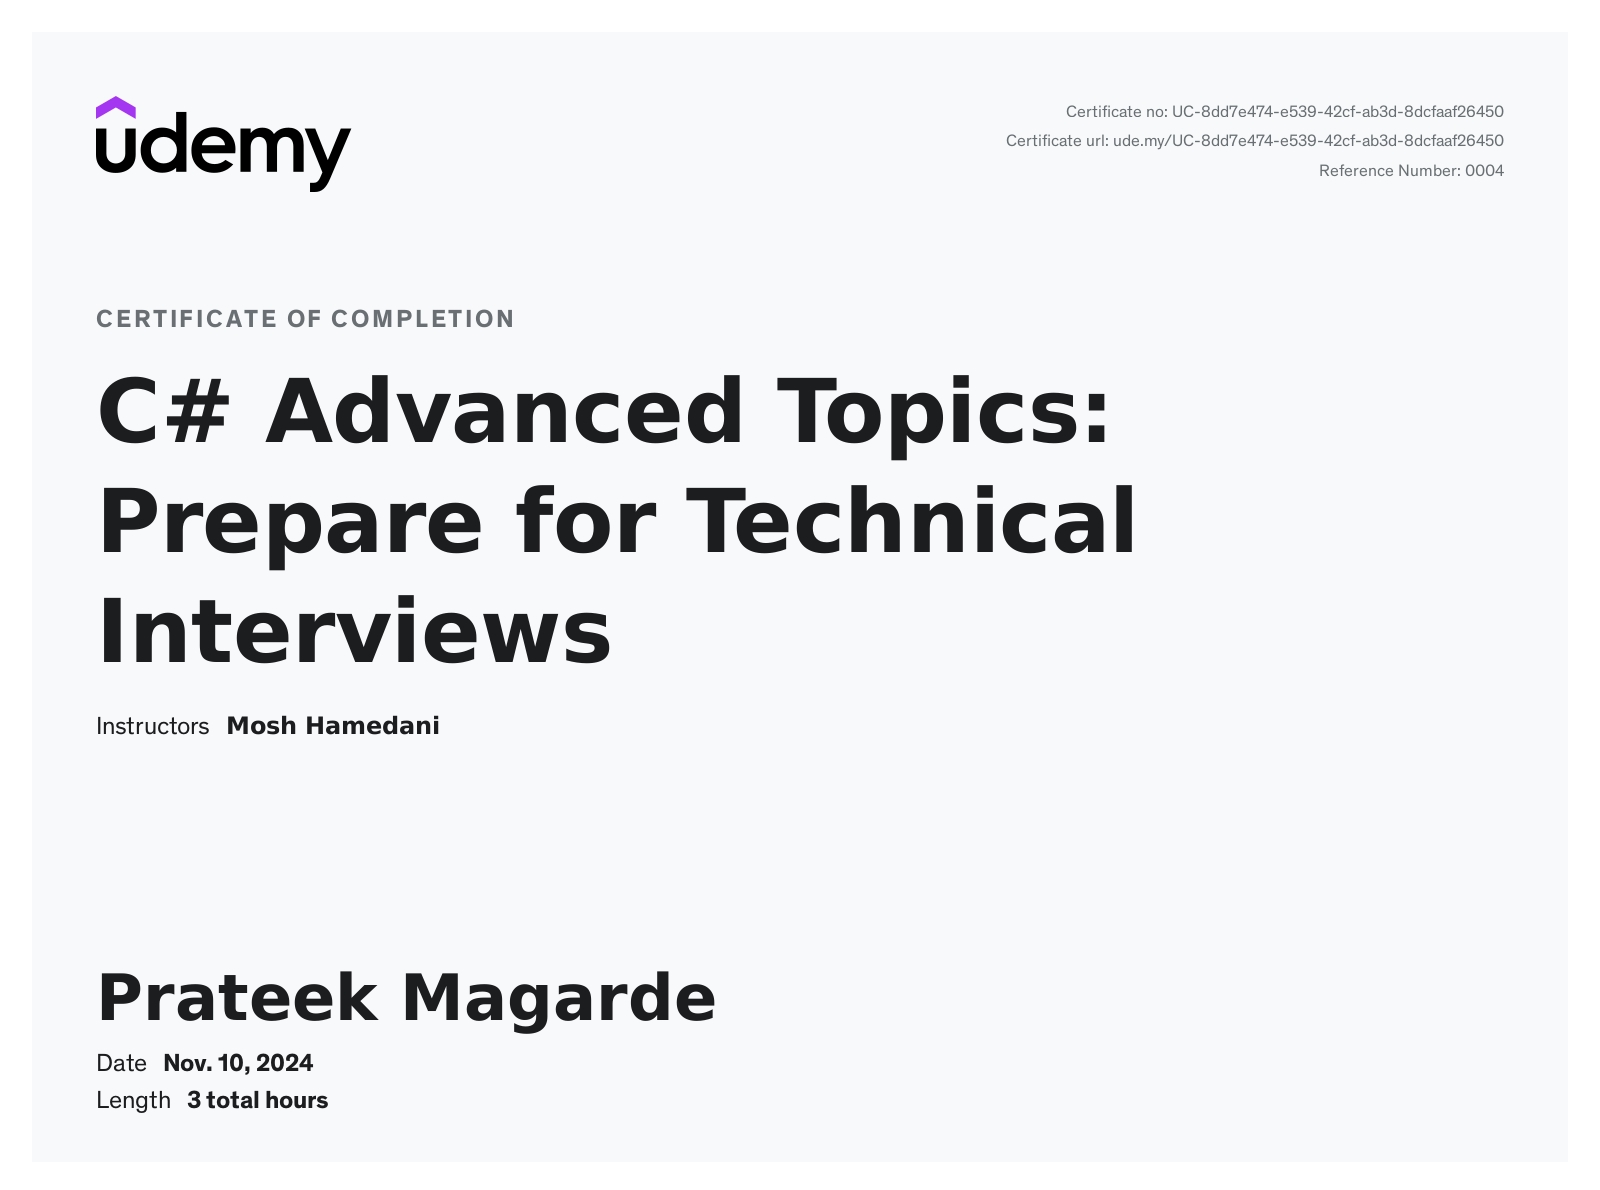 udemy
Certificate no: UC-8dd7e474-e539-42cf-ab3d-8dcfaaf26450
Certificate url: ude.my/UC-8dd7e474-e539-42cf-ab3d-8dcfaaf26450
Reference Number: 0004
CERTIFICATE OF COMPLETION
C# Advanced Topics:
Prepare for Technical
Interviews
Instructors Mosh Hamedani
Prateek Magarde
Date Nov. 10, 2024
Length 3 total hours